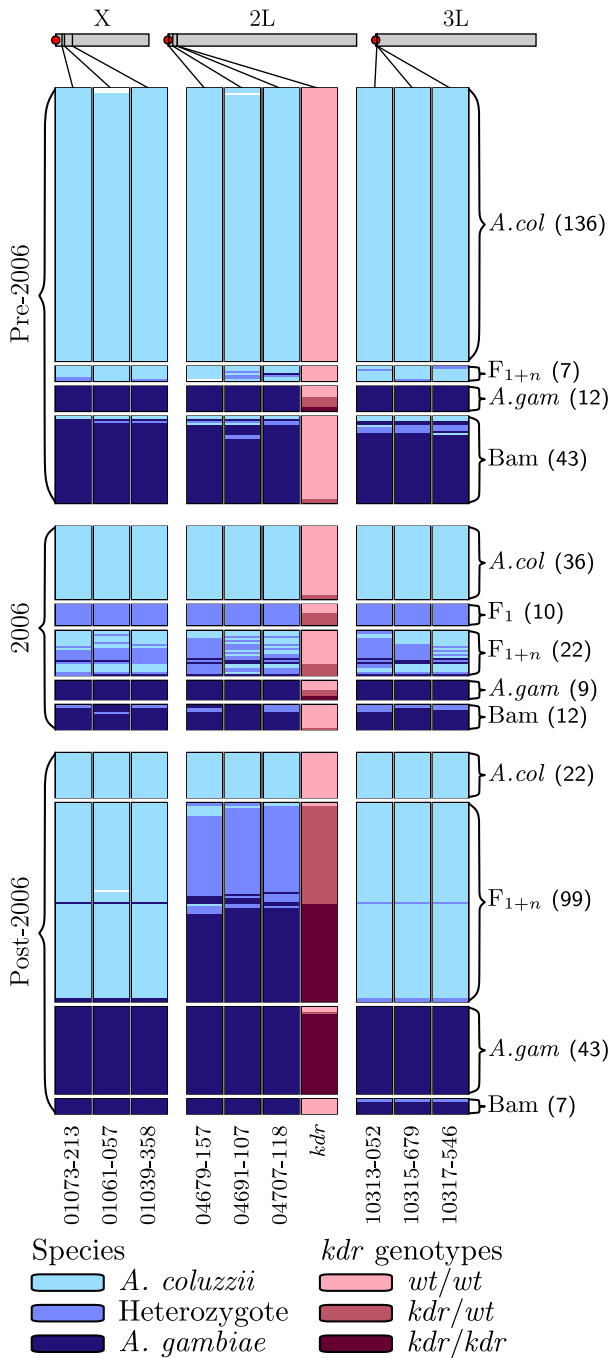 X 2L 3L
Pre-2006
A.col (136)
F1+n (7)
A.gam (12)
Bam (43)
2006
A.col (36)
F1 (10)
F1+n (22)
A.gam (9)
Bam (12)
Post-2006
A.col (22)
F1+n (99)
A.gam (43)
Bam (7)
01073-213 01061-057 01039-358 04679-157 04691-107 04707-118 kdr 10313-052 10315-679 10317-546
Species kdr genotypes
A. coluzzii wt/wt
Heterozygote kdr/wt
A. gambiae kdr/kdr